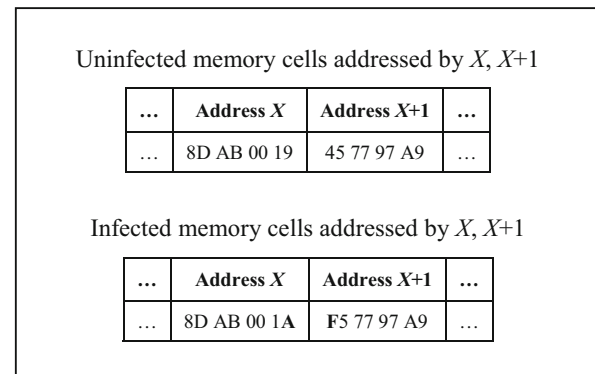 Uninfected memory cells addressed by X, X+1
... Address X Address X+1 ...
... 8D AB 00 19 45 77 97 A9 ...
Infected memory cells addressed by X, X+1
... Address X Address X+1 ...
... 8D AB 00 1A F5 77 97 A9 ...